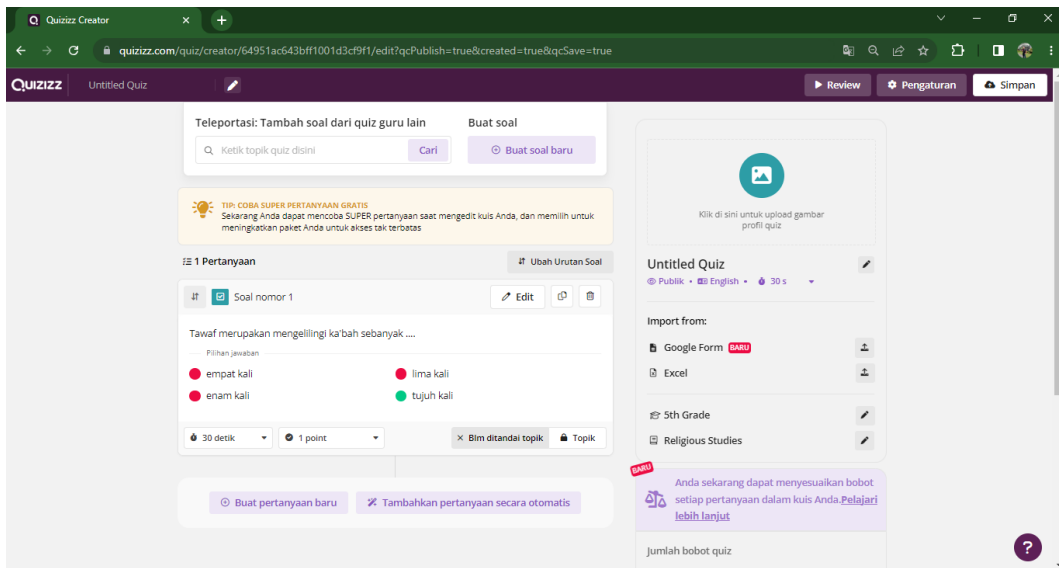 Quizizz Creator
quizizz.com/quiz/creator/64951ac643bff1001d3cf9f1/edit?qcPublish=true&created=true&qcSave=true
QUIZIZZ
Untitled Quiz
Review
Pengaturan
Simpan
Teleportasi: Tambah soal dari quiz guru lain
Buat soal
Ketik topik quiz disini
Cari
Buat soal baru
TIP: COBA SUPER PERTANYAAN GRATIS
Sekarang Anda dapat mencoba SUPER pertanyaan saat mengedit kuis Anda, dan memilih untuk
meningkatkan paket Anda untuk akses tak terbatas
1 Pertanyaan
Ubah Urutan Soal
Soal nomor 1
Edit
Tawaf merupakan mengelilingi ka'bah sebanyak ....
Pilihan jawaban
empat kali
lima kali
enam kali
tujuh kali
30 detik
1 point
Blm ditandai topik
Topik
Buat pertanyaan baru
Tambahkan pertanyaan secara otomatis
Klik di sini untuk upload gambar
profil quiz
Untitled Quiz
Publik • English • 30 s
Import from:
Google Form BARU
Excel
5th Grade
Religious Studies
BARU
Anda sekarang dapat menyesuaikan bobot
setiap pertanyaan dalam kuis Anda.Pelajari
lebih lanjut
Jumlah bobot quiz
?